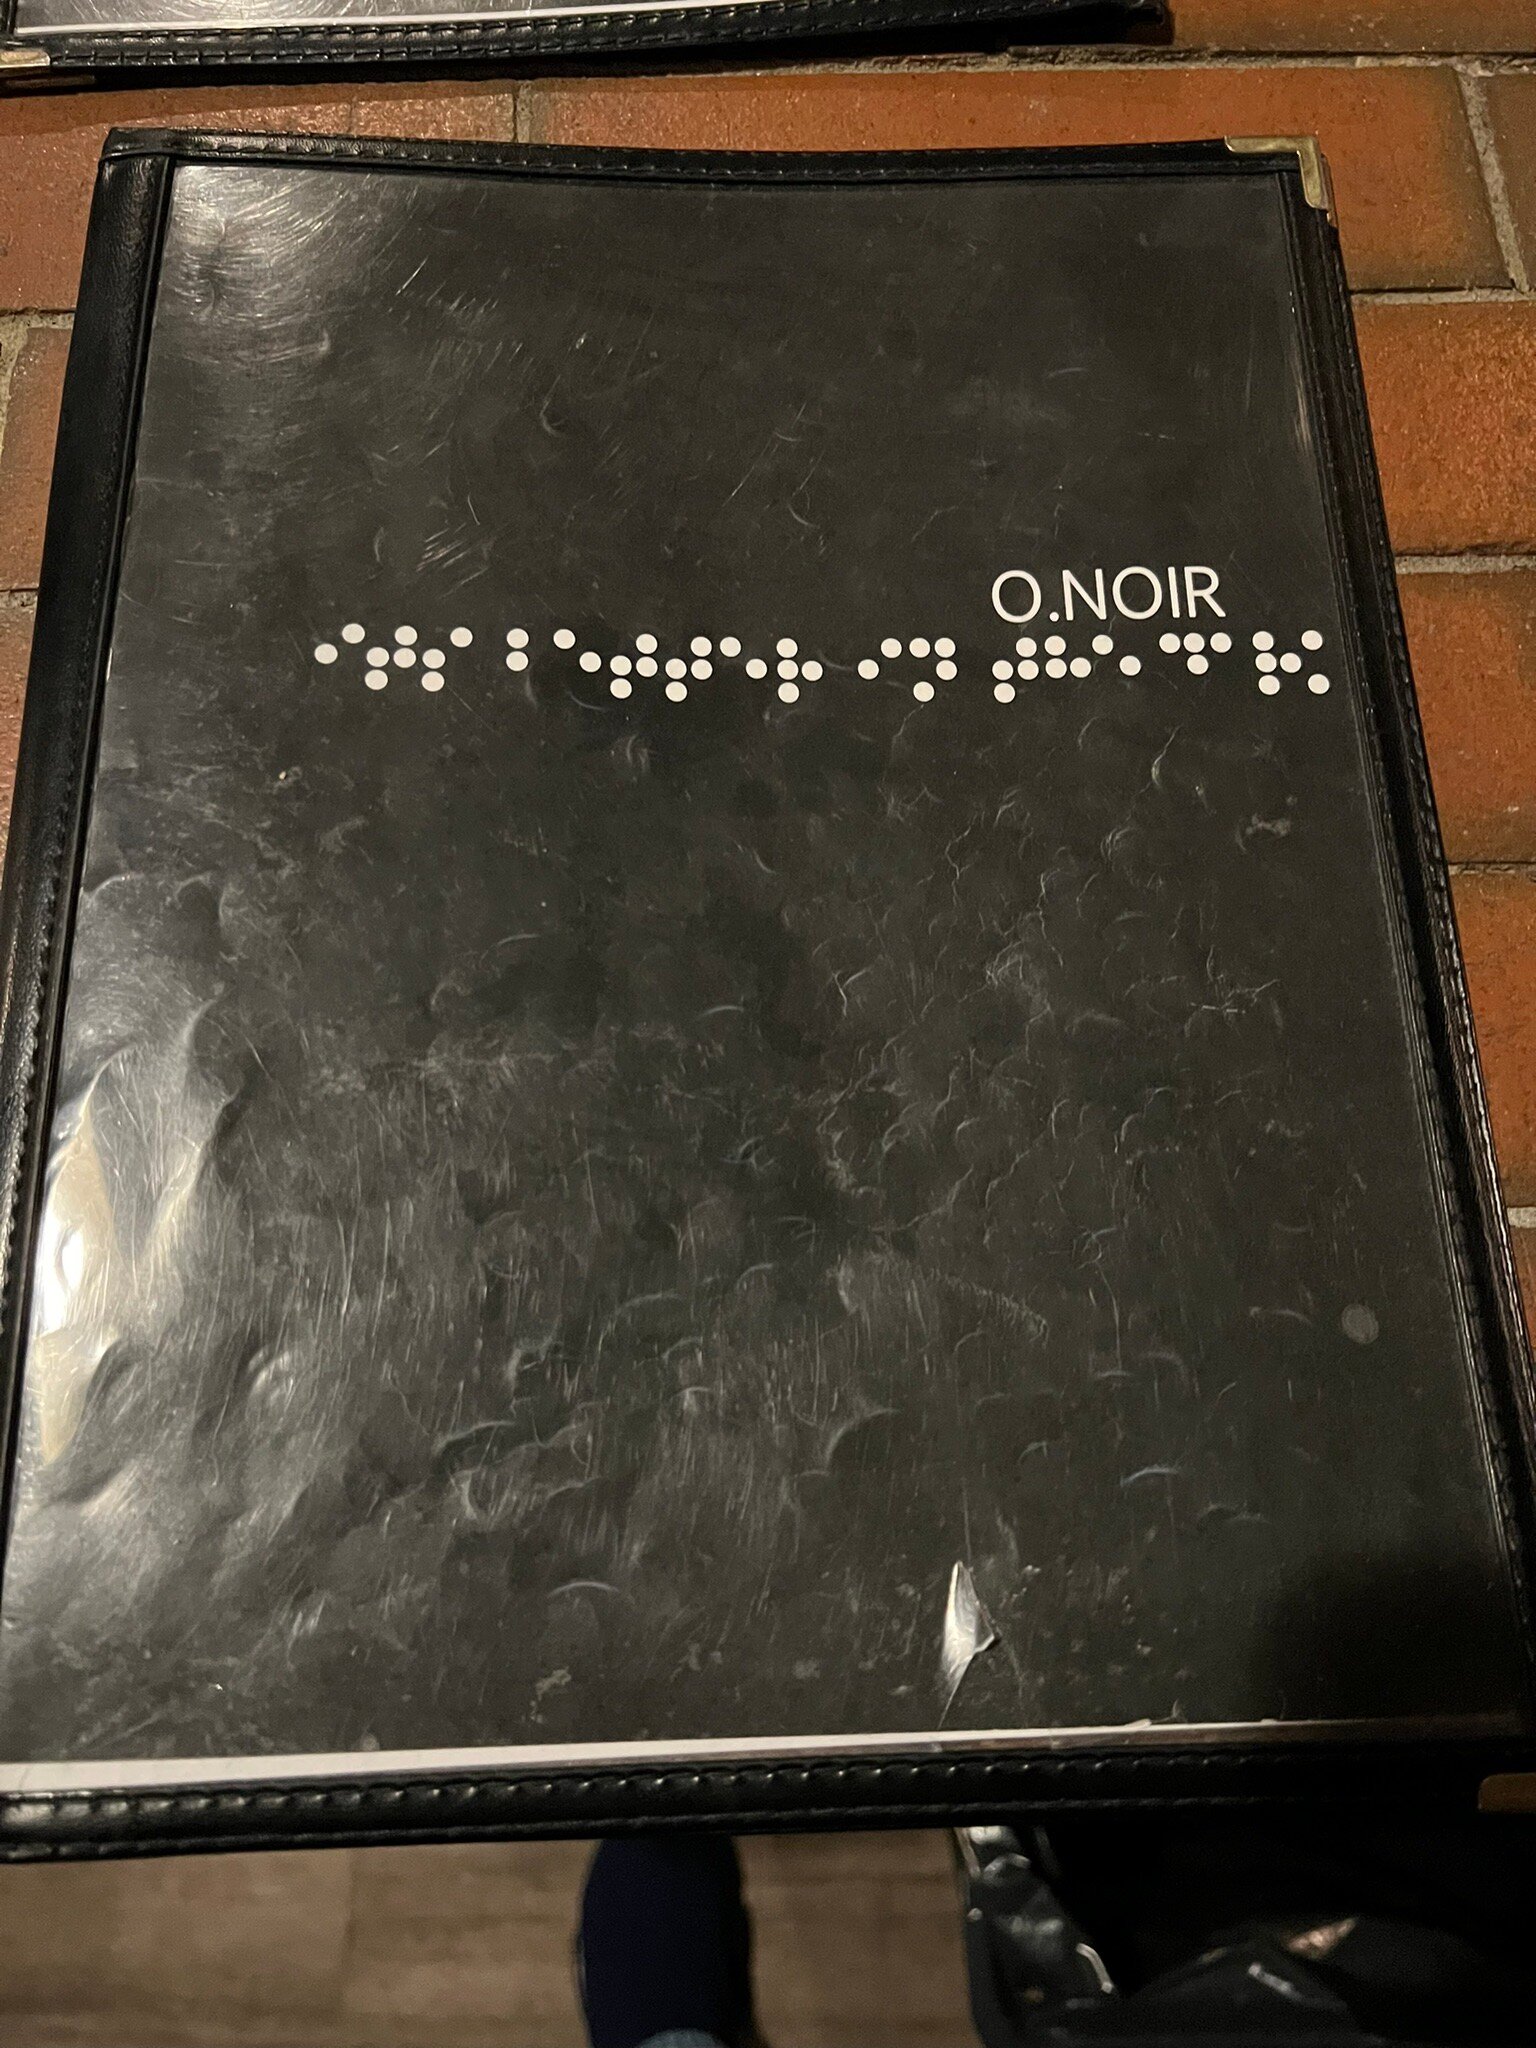 O.NOIR
⠊⠞⠎ ⠃⠑⠞⠞⠑⠗ ⠊⠝ ⠞⠓⠑ ⠙⠁⠗⠅